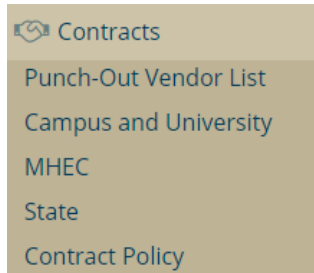 Contracts
Punch-Out Vendor List
Campus and University
MHEC
State
Contract Policy